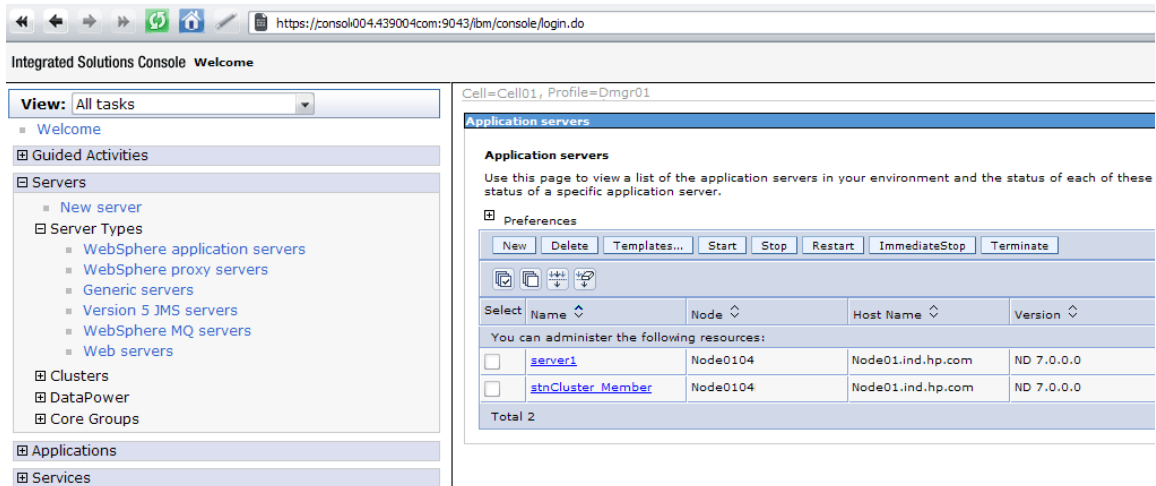 https://consoli004.439004com:9043/ibm/console/login.do
Integrated Solutions Console Welcome
View: All tasks
Welcome
Guided Activities
Servers
New server
Server Types
WebSphere application servers
WebSphere proxy servers
Generic servers
Version 5 JMS servers
WebSphere MQ servers
Web servers
Clusters
DataPower
Core Groups
Applications
Services
Cell=Cell01, Profile=Dmgr01
Application servers
Application servers
Use this page to view a list of the application servers in your environment and the status of each of these
status of a specific application server.
Preferences
New Delete Templates... Start Stop Restart ImmediateStop Terminate
Select Name Node Host Name Version
You can administer the following resources:
server1 Node0104 Node01.ind.hp.com ND 7.0.0.0
stnCluster_Member Node0104 Node01.ind.hp.com ND 7.0.0.0
Total 2